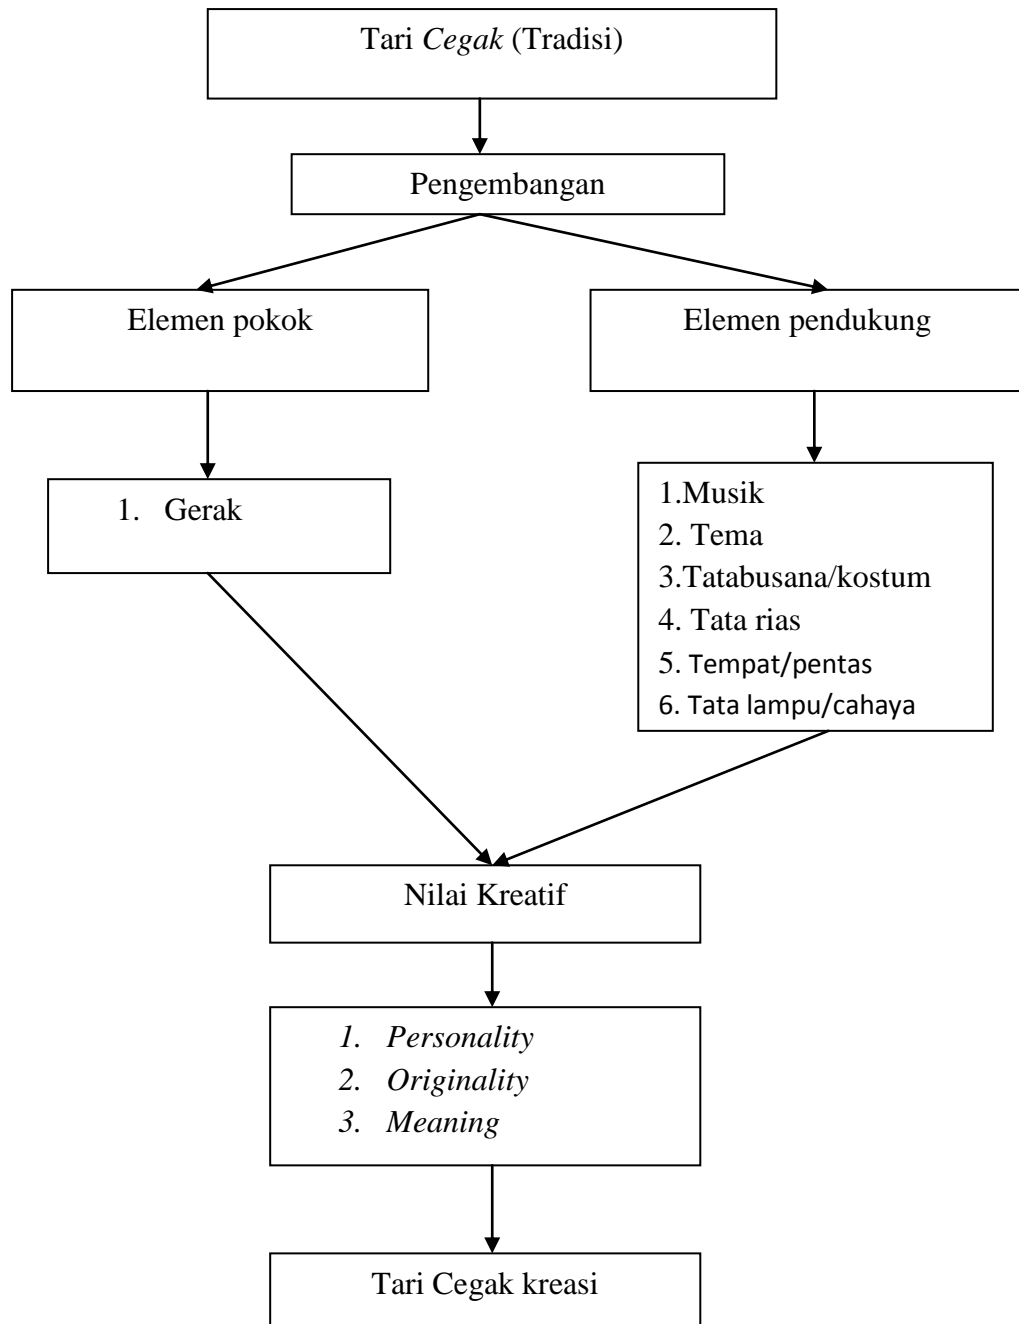 Tari Cegak (Tradisi)
Pengembangan
Elemen pokok
Elemen pendukung
1. Gerak
1.Musik
2. Tema
3.Tatabusana/kostum
4. Tata rias
5. Tempat/pentas
6. Tata lampu/cahaya
Nilai Kreatif
1. Personality
2. Originality
3. Meaning
Tari Cegak kreasi